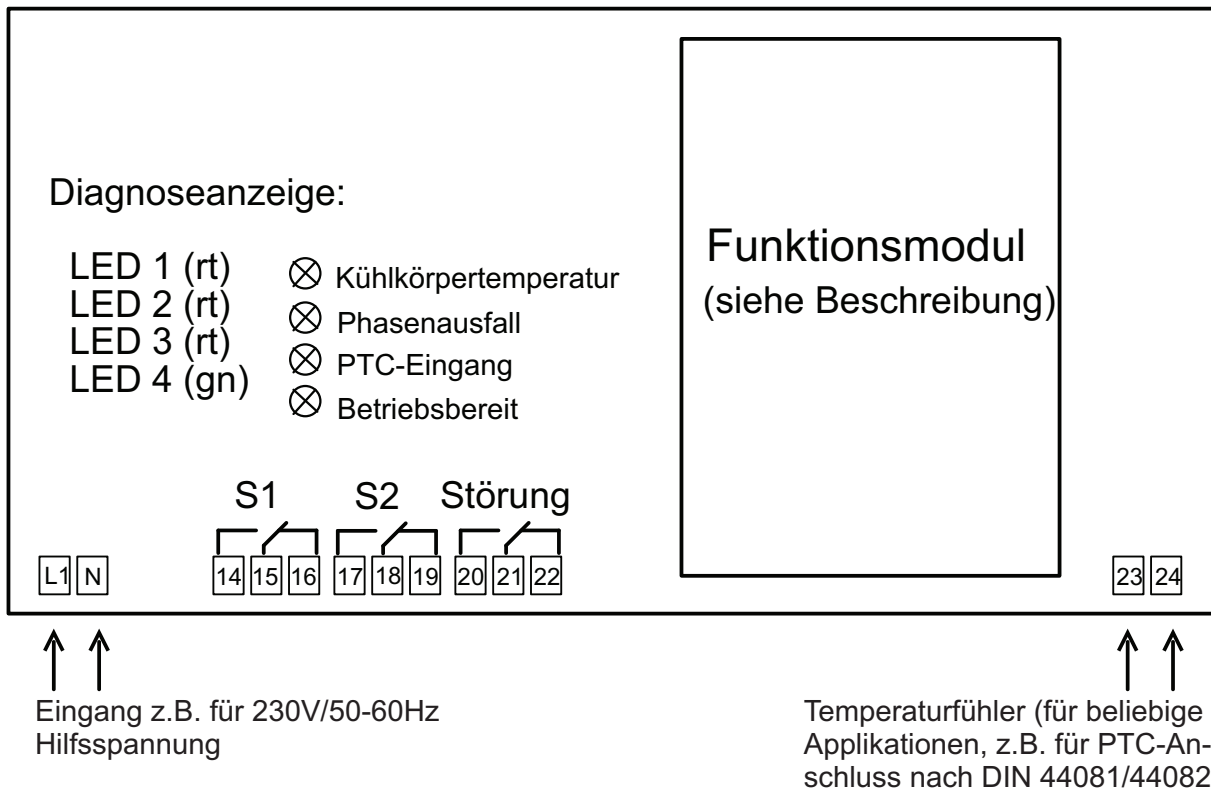 Diagnoseanzeige:
LED 1 (rt)
Kühlkörpertemperatur
LED 2 (rt)
Phasenausfall
LED 3 (rt)
PTC-Eingang
LED 4 (gn)
Betriebsbereit
Funktionsmodul
(siehe Beschreibung)
S1 S2 Störung
L1 N 14 15 16 17 18 19 20 21 22 23 24
Eingang z.B. für 230V/50-60Hz
Hilfsspannung
Temperaturfühler (für beliebige
Applikationen, z.B. für PTC-An-
schluss nach DIN 44081/44082